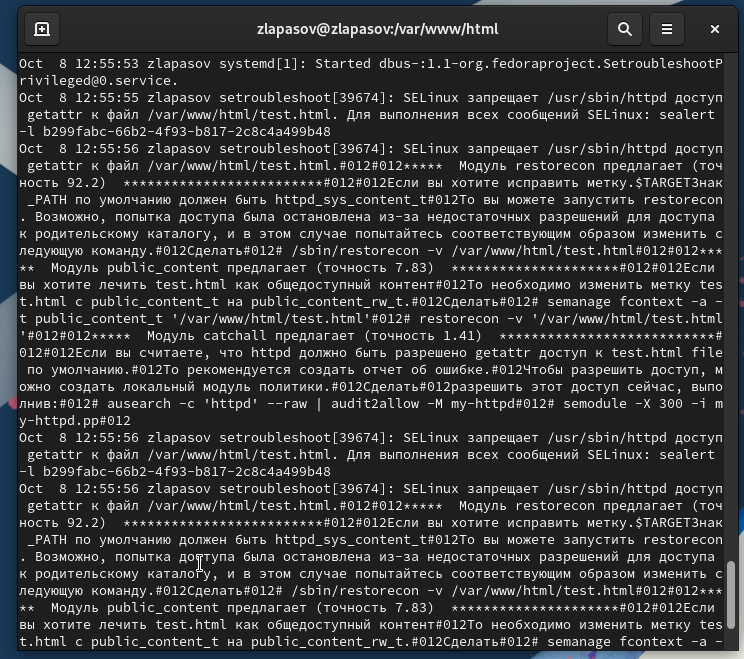 zlapasov@zlapasov:/var/www/html
Oct  8 12:55:53 zlapasov systemd[1]: Started dbus-:1.1-org.fedoraproject.SetroubleshootP
rivileged@0.service.
Oct  8 12:55:55 zlapasov setroubleshoot[39674]: SELinux запрещает /usr/sbin/httpd доступ
 getattr к файл /var/www/html/test.html. Для выполнения всех сообщений SELinux: sealert
-l b299fabc-66b2-4f93-b817-2c8c4a499b48
Oct  8 12:55:56 zlapasov setroubleshoot[39674]: SELinux запрещает /usr/sbin/httpd доступ
 getattr к файл /var/www/html/test.html.#012#012*****  Модуль restorecon предлагает (точ
ность 92.2)  ************************#012#012Если вы хотите исправить метку.$TARGETЗнак
 _PATH по умолчанию должен быть httpd_sys_content_t#012То вы можете запустить restorecon
. Возможно, попытка доступа была остановлена из-за недостаточных разрешений для доступа
к родительскому каталогу, и в этом случае попытайтесь соответствующим образом изменить с
ледующую команду.#012Сделать#012# /sbin/restorecon -v /var/www/html/test.html#012#012***
**  Модуль public_content предлагает (точность 7.83)  *********************#012#012Если
вы хотите лечить test.html как общедоступный контент#012То необходимо изменить метку tes
t.html с public_content_t на public_content_rw_t.#012Сделать#012# semanage fcontext -a -
t public_content_t '/var/www/html/test.html'#012# restorecon -v '/var/www/html/test.html
'#012#012*****  Модуль catchall предлагает (точность 1.41)  ***************************#
012#012Если вы считаете, что httpd должно быть разрешено getattr доступ к test.html file
 по умолчанию.#012То рекомендуется создать отчет об ошибке.#012Чтобы разрешить доступ, м
ожно создать локальный модуль политики.#012Сделать#012разрешить этот доступ сейчас, выпо
лнив:#012# ausearch -c 'httpd' --raw | audit2allow -M my-httpd#012# semodule -X 300 -i m
y-httpd.pp#012
Oct  8 12:55:56 zlapasov setroubleshoot[39674]: SELinux запрещает /usr/sbin/httpd доступ
 getattr к файл /var/www/html/test.html. Для выполнения всех сообщений SELinux: sealert
-l b299fabc-66b2-4f93-b817-2c8c4a499b48
Oct  8 12:55:56 zlapasov setroubleshoot[39674]: SELinux запрещает /usr/sbin/httpd доступ
 getattr к файл /var/www/html/test.html.#012#012*****  Модуль restorecon предлагает (точ
ность 92.2)  ************************#012#012Если вы хотите исправить метку.$TARGETЗнак
 _PATH по умолчанию должен быть httpd_sys_content_t#012То вы можете запустить restorecon
. Возможно, попытка доступа была остановлена из-за недостаточных разрешений для доступа
к родительскому каталогу, и в этом случае попытайтесь соответствующим образом изменить с
ледующую команду.#012Сделать#012# /sbin/restorecon -v /var/www/html/test.html#012#012***
**  Модуль public_content предлагает (точность 7.83)  *********************#012#012Если
вы хотите лечить test.html как общедоступный контент#012То необходимо изменить метку tes
t.html с public_content_t на public_content_rw_t.#012Сделать#012# semanage fcontext -a -